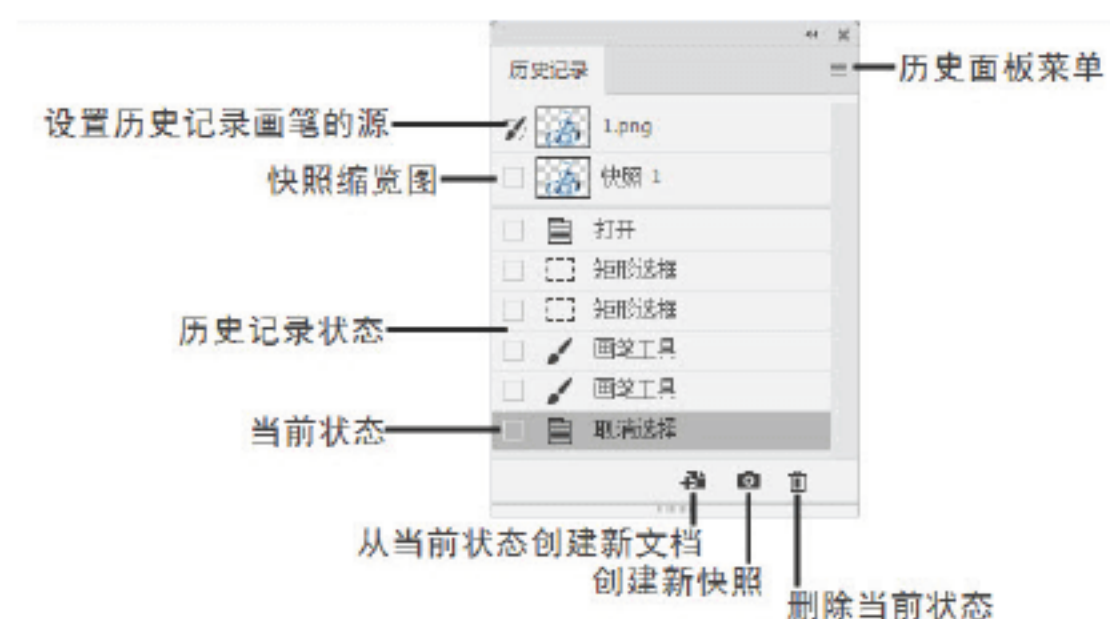 历史记录
历史面板菜单
设置历史记录画笔的源
1.png
快照缩览图
快照 1
打开
矩形选框
矩形选框
历史记录状态
画笔工具
画笔工具
当前状态
取消选择
从当前状态创建新文档
创建新快照
删除当前状态